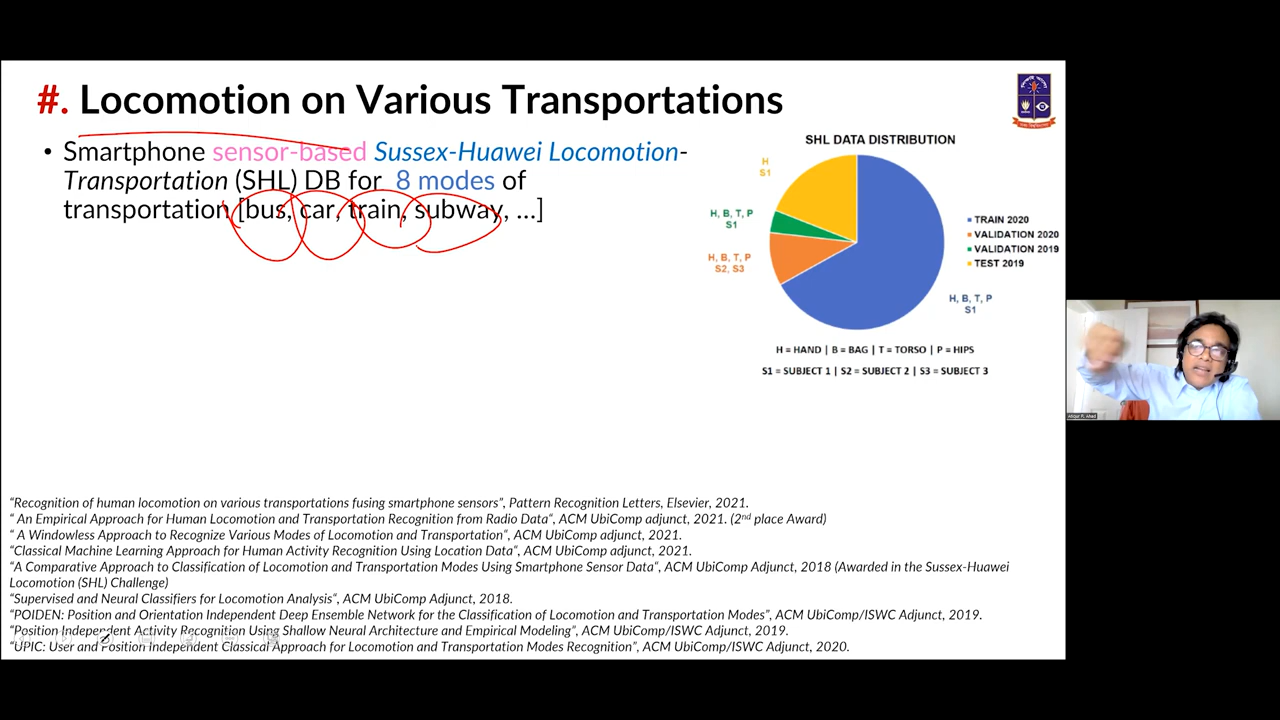 #. Locomotion on Various Transportations
• Smartphone sensor-based Sussex-Huawei Locomotion-
Transportation (SHL) DB for 8 modes of
transportation [bus, car, train, subway, ...]
SHL DATA DISTRIBUTION
H
S1
H, B, T, P
S1
H, B, T, P
S2, S3
H, B, T, P
S1
TRAIN 2020
VALIDATION 2020
VALIDATION 2019
TEST 2019
H = HAND | B = BAG | T = TORSO | P = HIPS
S1 = SUBJECT 1 | S2 = SUBJECT 2 | S3 = SUBJECT 3
Atiqur R. Ahad
“Recognition of human locomotion on various transportations fusing smartphone sensors”, Pattern Recognition Letters, Elsevier, 2021.
“ An Empirical Approach for Human Locomotion and Transportation Recognition from Radio Data“, ACM UbiComp adjunct, 2021. (2nd place Award)
“ A Windowless Approach to Recognize Various Modes of Locomotion and Transportation“, ACM UbiComp adjunct, 2021.
“Classical Machine Learning Approach for Human Activity Recognition Using Location Data“, ACM UbiComp adjunct, 2021.
“A Comparative Approach to Classification of Locomotion and Transportation Modes Using Smartphone Sensor Data“, ACM UbiComp Adjunct, 2018 (Awarded in the Sussex-Huawei
Locomotion (SHL) Challenge)
“Supervised and Neural Classifiers for Locomotion Analysis“, ACM UbiComp Adjunct, 2018.
“POIDEN: Position and Orientation Independent Deep Ensemble Network for the Classification of Locomotion and Transportation Modes”, ACM UbiComp/ISWC Adjunct, 2019.
“Position Independent Activity Recognition Using Shallow Neural Architecture and Empirical Modeling”, ACM UbiComp/ISWC Adjunct, 2019.
“UPIC: User and Position Independent Classical Approach for Locomotion and Transportation Modes Recognition”, ACM UbiComp/ISWC Adjunct, 2020.